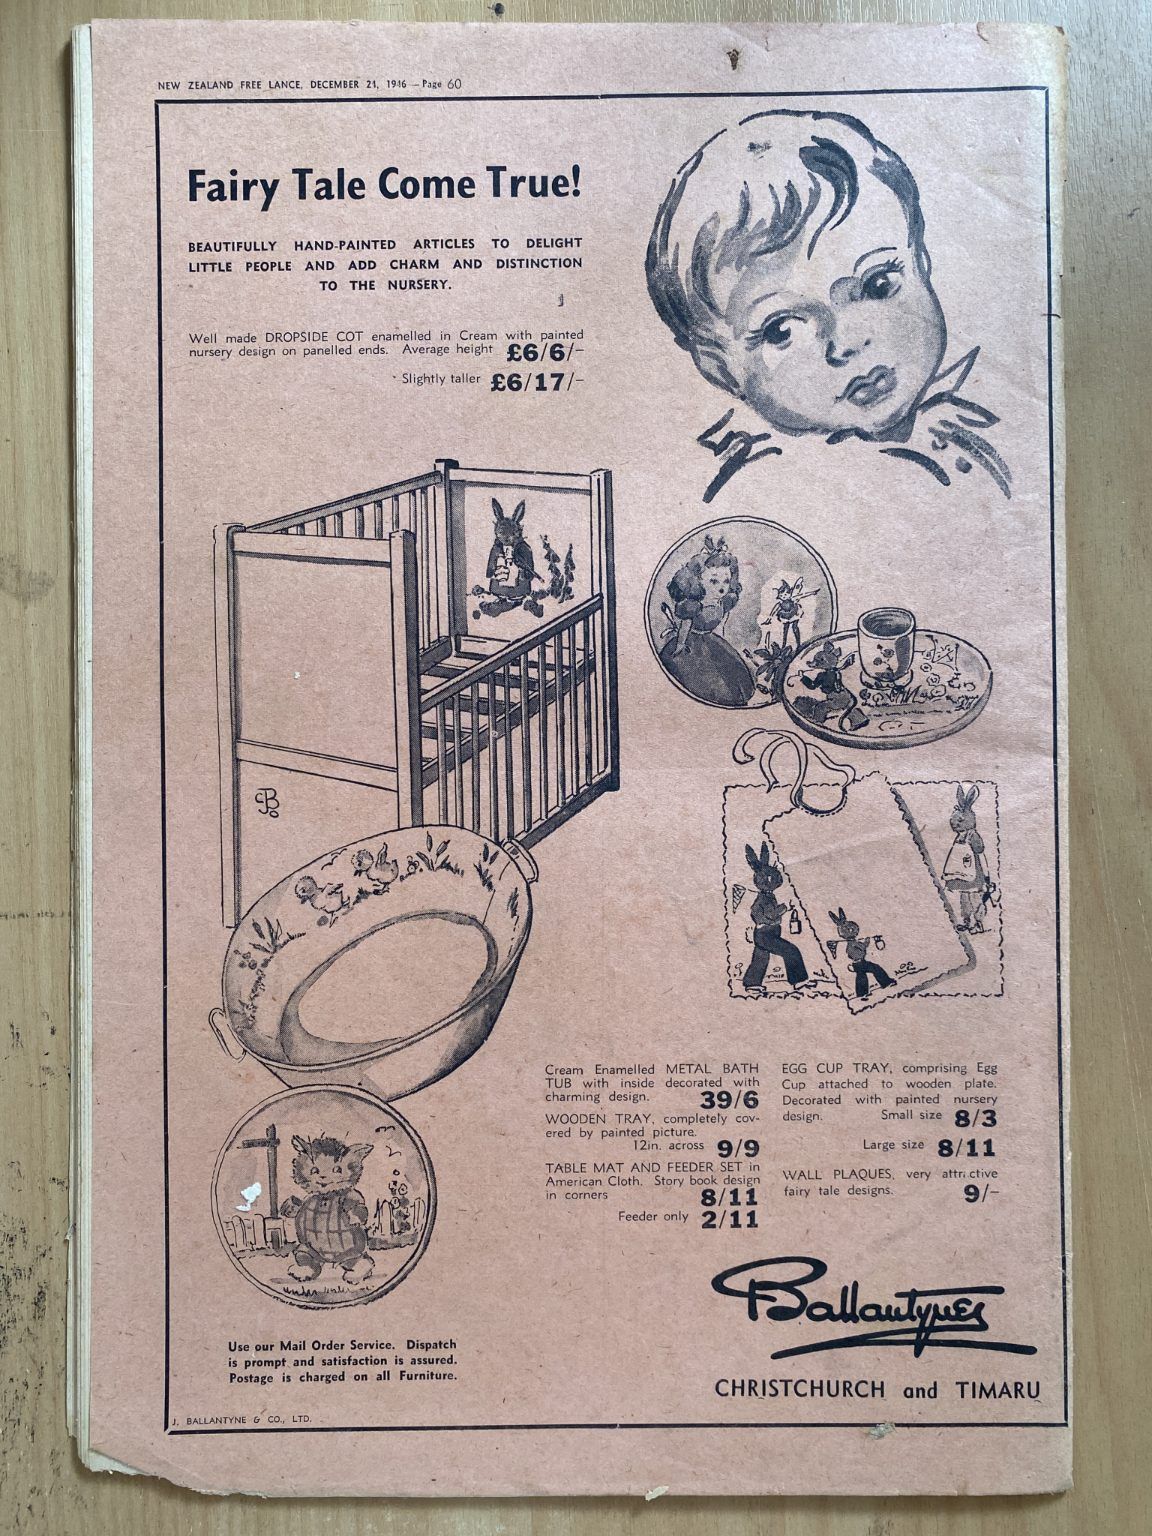 NEW ZEALAND FREE LANCE, DECEMBER 21, 1946 — Page 60
Fairy Tale Come True!
BEAUTIFULLY HAND-PAINTED ARTICLES TO DELIGHT
LITTLE PEOPLE AND ADD CHARM AND DISTINCTION
TO THE NURSERY.
Well made DROPSIDE COT enamelled in Cream with painted
nursery design on panelled ends. Average height £6/6/-
Slightly taller £6/17/-
Cream Enamelled METAL BATH
TUB with inside decorated with
charming design. 39/6
WOODEN TRAY, completely cov-
ered by painted picture.
12in. across 9/9
TABLE MAT AND FEEDER SET in
American Cloth. Story book design
in corners 8/11
Feeder only 2/11
EGG CUP TRAY, comprising Egg
Cup attached to wooden plate.
Decorated with painted nursery
design. Small size 8/3
Large size 8/11
WALL PLAQUES, very attractive
fairy tale designs. 9/-
Use our Mail Order Service. Dispatch
is prompt and satisfaction is assured.
Postage is charged on all Furniture.
Ballantynes
CHRISTCHURCH and TIMARU
J. BALLANTYNE & CO., LTD.